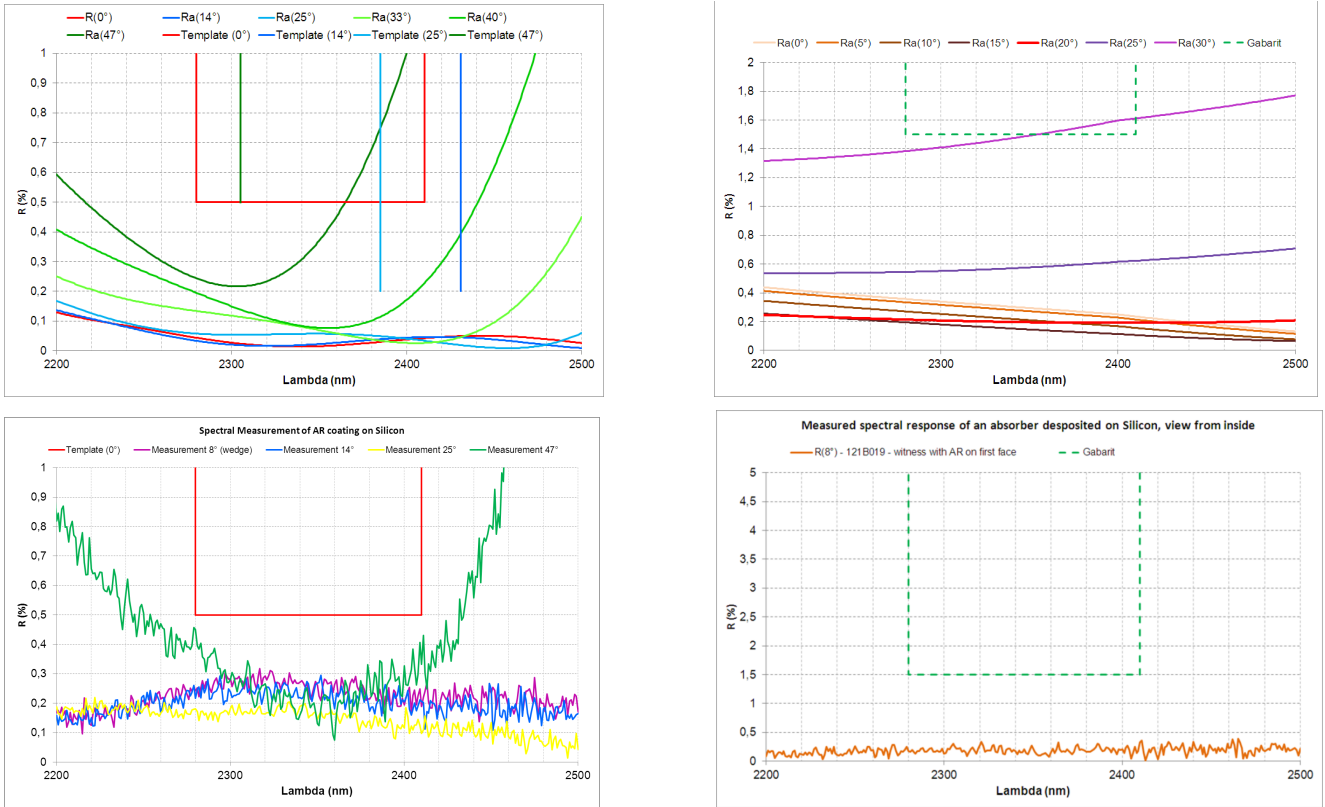 R(0°) Ra(14°) Ra(25°) Ra(33°) Ra(40°)
Ra(47°) Template (0°) Template (14°) Template (25°) Template (47°)
1
0,9
0,8
0,7
0,6
0,5
0,4
0,3
0,2
0,1
0
R (%)
2200 2300 2400 2500
Lambda (nm)
Ra(0°) Ra(5°) Ra(10°) Ra(15°) Ra(20°) Ra(25°) Ra(30°) Gabarit
2
1,8
1,6
1,4
1,2
1
0,8
0,6
0,4
0,2
0
R (%)
2200 2300 2400 2500
Lambda (nm)
Spectral Measurement of AR coating on Silicon
Template (0°) Measurement 8° (wedge) Measurement 14° Measurement 25° Measurement 47°
1
0,9
0,8
0,7
0,6
0,5
0,4
0,3
0,2
0,1
0
R (%)
2200 2300 2400 2500
Lambda (nm)
Measured spectral response of an absorber desposited on Silicon, view from inside
R(8°) - 121B019 - witness with AR on first face Gabarit
5
4,5
4
3,5
3
2,5
2
1,5
1
0,5
0
R (%)
2200 2300 2400 2500
Lambda (nm)